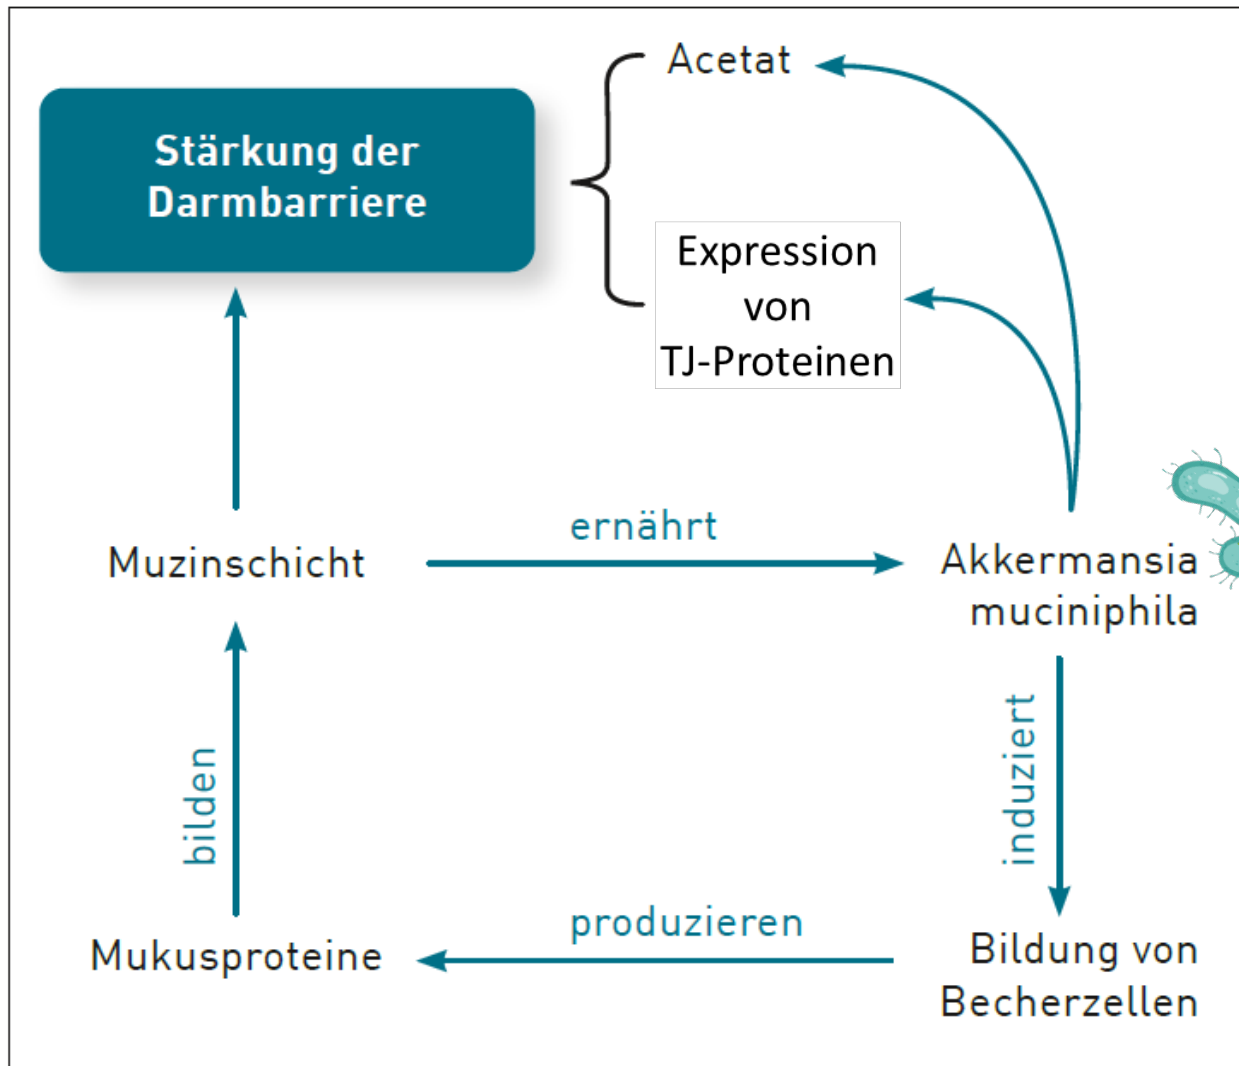 Acetat
Stärkung der
Darmbarriere
Expression
von
TJ-Proteinen
ernährt
Muzinschicht
Akkermansia
muciniphila
bilden
induziert
produzieren
Mukusproteine
Bildung von
Becherzellen